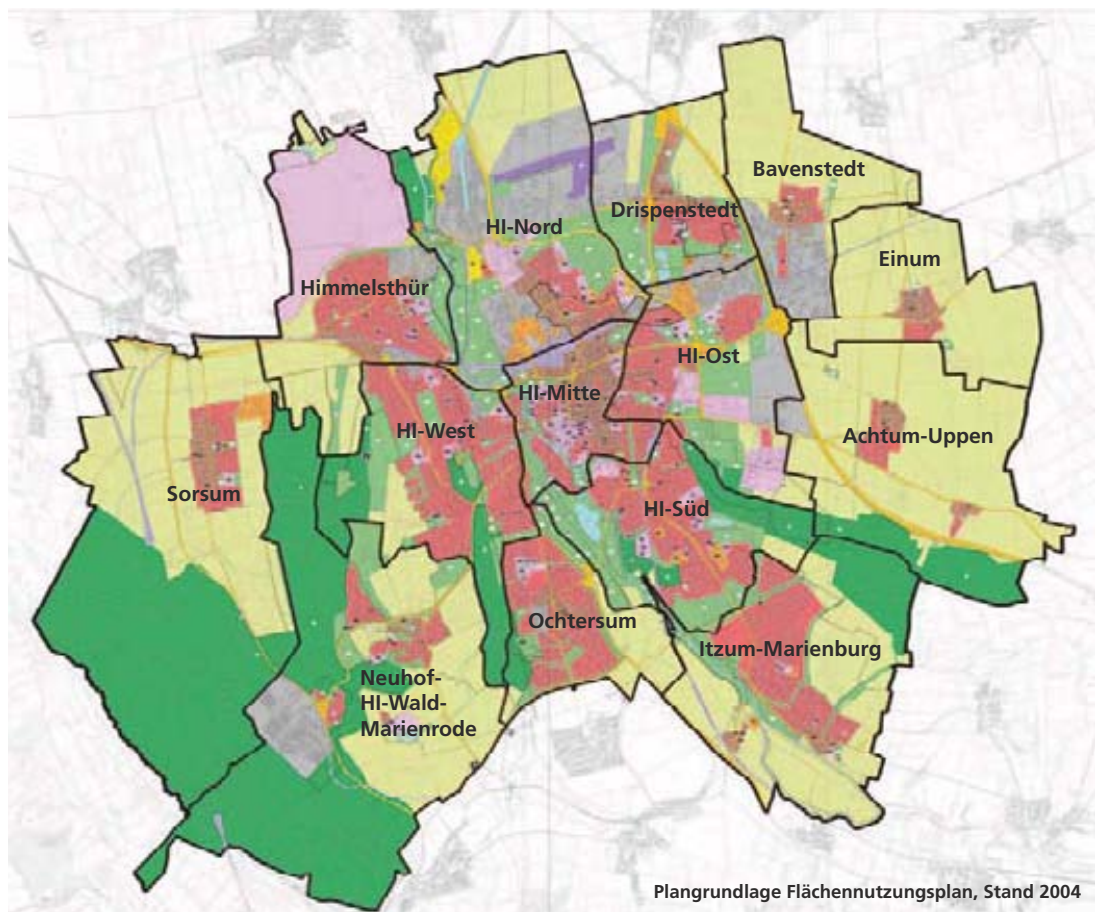 Bavenstedt
Drispenstedt
HI-Nord
Einum
Himmelsthür
HI-Ost
HI-Mitte
HI-West
Achtum-Uppen
Sorsum
HI-Süd
Ochtersum
Itzum-Marienburg
Neuhof-
HI-Wald-
Marienrode
Plangrundlage Flächennutzungsplan, Stand 2004